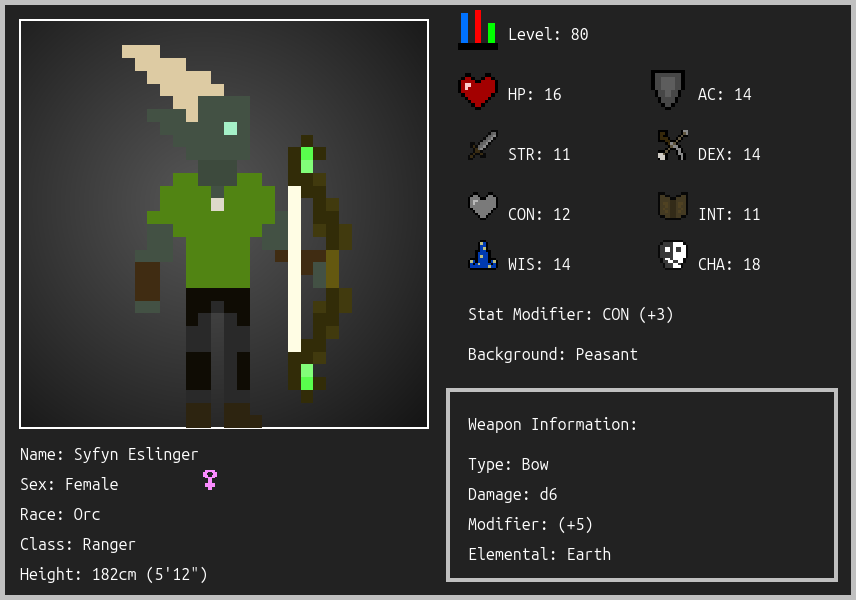 Level: 80
HP: 16
AC: 14
STR: 11
DEX: 14
CON: 12
INT: 11
WIS: 14
CHA: 18
Stat Modifier: CON (+3)
Background: Peasant
Weapon Information:
Type: Bow
Damage: d6
Modifier: (+5)
Elemental: Earth
Name: Syfyn Eslinger
Sex: Female
Race: Orc
Class: Ranger
Height: 182cm (5'12")